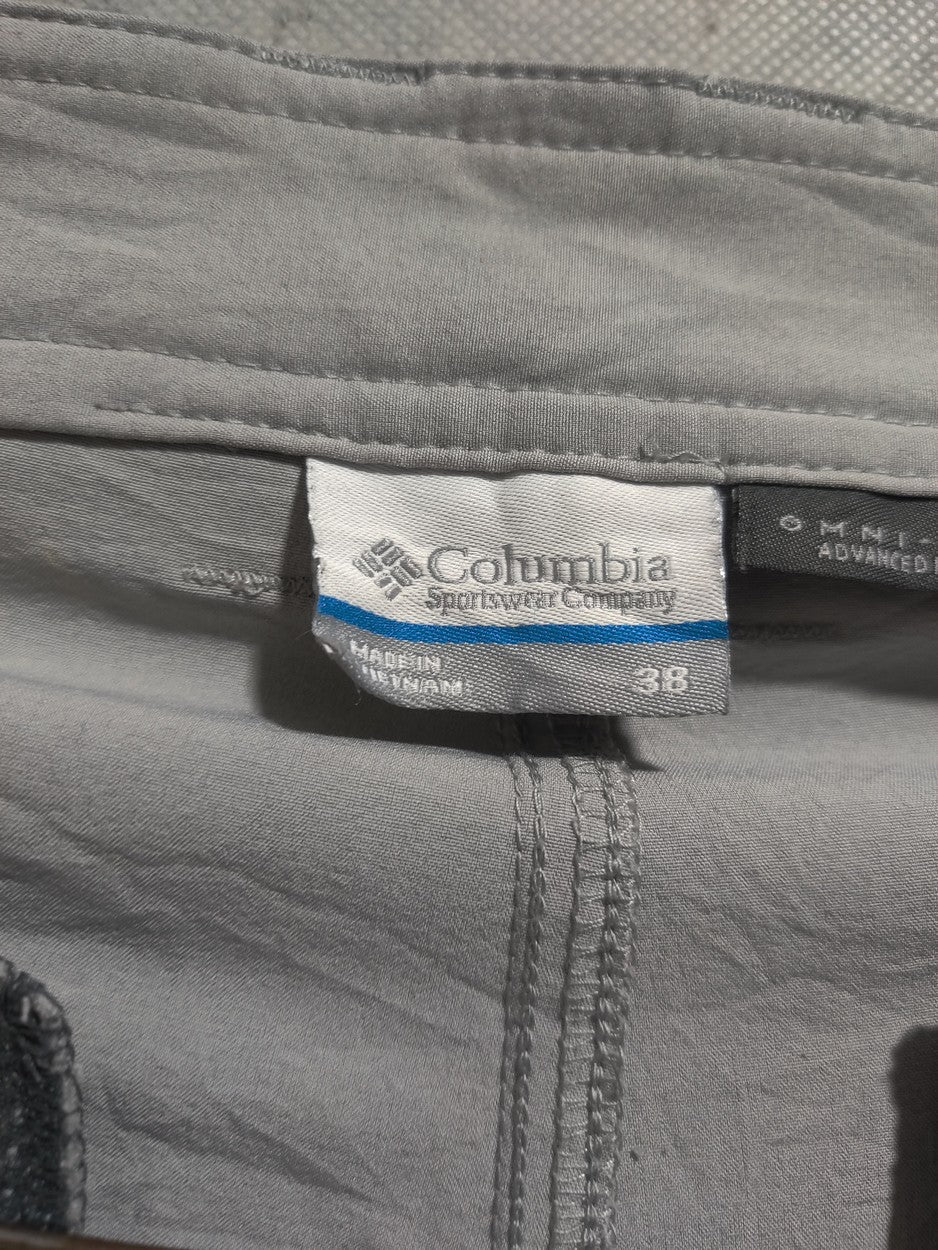 Columbia
Sportswear Company
MADE IN
VIETNAM
38
OMNI-
ADVANCED